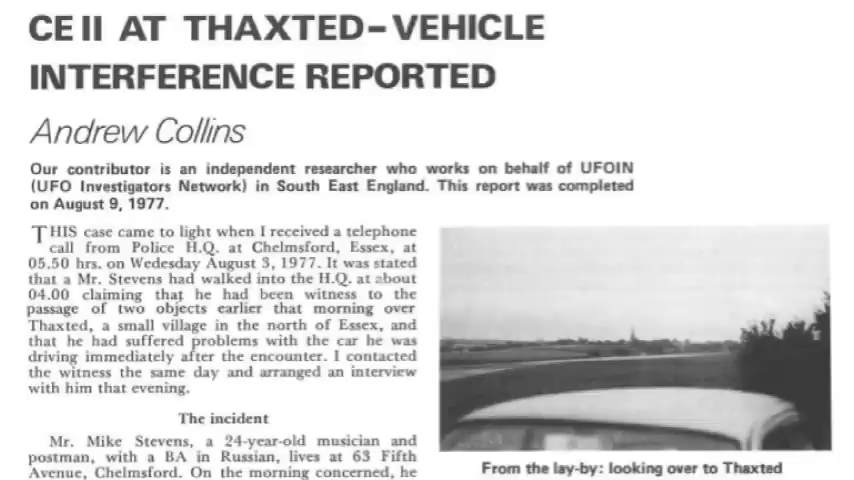 CE II AT THAXTED–VEHICLE
INTERFERENCE REPORTED
Andrew Collins
Our contributor is an independent researcher who works on behalf of UFOIN
(UFO Investigators Network) in South East England. This report was completed
on August 9, 1977.
THIS case came to light when I received a telephone
call from Police H.Q. at Chelmsford, Essex, at
05.50 hrs. on Wedesday August 3, 1977. It was stated
that a Mr. Stevens had walked into the H.Q. at about
04.00 claiming that he had been witness to the
passage of two objects earlier that morning over
Thaxted, a small village in the north of Essex, and
that he had suffered problems with the car he was
driving immediately after the encounter. I contacted
the witness the same day and arranged an interview
with him that evening.
The incident
Mr. Mike Stevens, a 24-year-old musician and
postman, with a BA in Russian, lives at 63 Fifth
Avenue, Chelmsford. On the morning concerned, he
From the lay-by: looking over to Thaxted